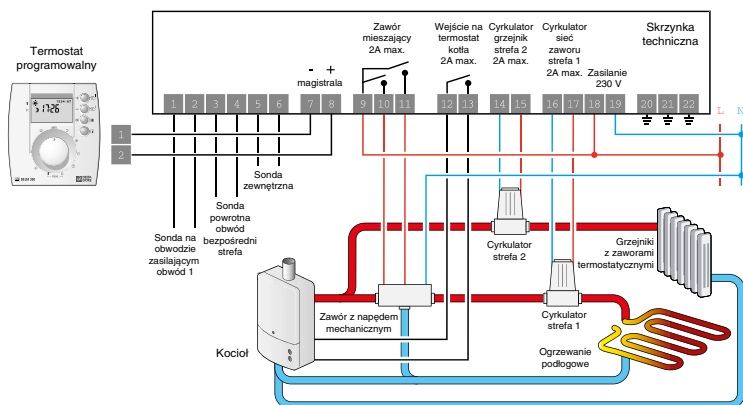 Termostat
programowalny
Zawór
mieszający
2A max.
Wejście na
termostat
kotła
2A max.
Cyrkulator
grzejnik
strefa 2
2A max.
Cyrkulator
sieć
zaworu
strefa 1
2A max.
Zasilanie
230 V
Skrzynka
techniczna
- +
magistrala
1 2 3 4 5 6 7 8 9 10 11 12 13 14 15 16 17 18 19 20 21 22
L N
1
2
Sonda
zewnętrzna
Sonda
powrotna
obwód
bezpośredni
strefa
Sonda na
obwodzie
zasilającym
obwód 1
Cyrkulator
strefa 2
Grzejniki
z zaworami
termostatycznymi
Zawór z napędem
mechanicznym
Cyrkulator
strefa 1
Kocioł
Ogrzewanie
podłogowe